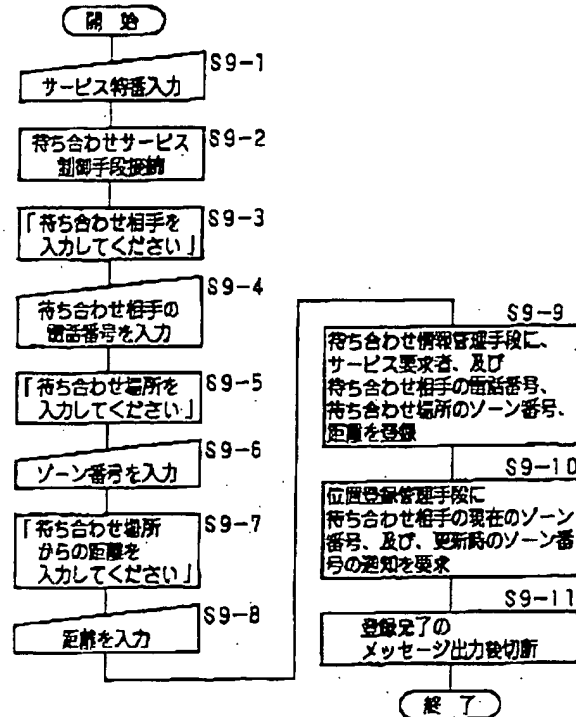 開 始
S9-1
サービス特番入力
S9-2
待ち合わせサービス
制御手段接続
S9-3
「待ち合わせ相手を
入力してください」
S9-4
待ち合わせ相手の
電話番号を入力
S9-5
「待ち合わせ場所を
入力してください」
S9-6
ゾーン番号を入力
S9-7
「待ち合わせ場所
からの距離を
入力してください」
S9-8
距離を入力
S9-9
待ち合わせ情報管理手段に、
サービス要求者、及び
待ち合わせ相手の電話番号、
待ち合わせ場所のゾーン番号、
距離を登録
S9-10
位置登録管理手段に
待ち合わせ相手の現在のゾーン
番号、及び、更新時のゾーン番
号の通知を要求
S9-11
登録完了の
メッセージ出力後切断
終 了